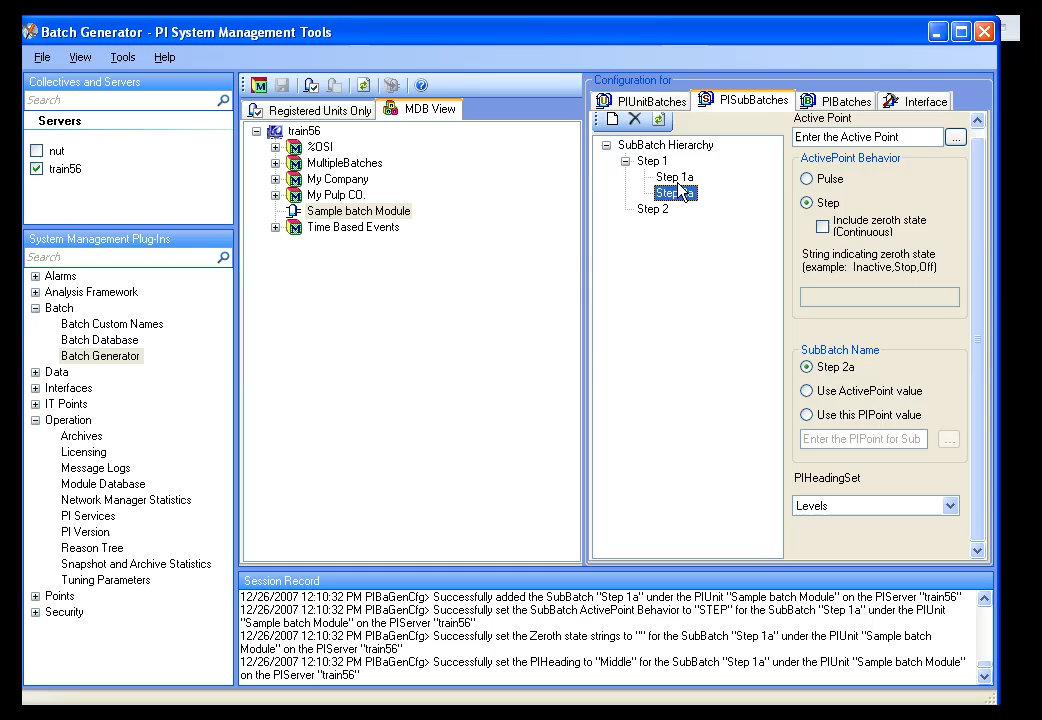 Batch Generator - PI System Management Tools
File View Tools Help
Collectives and Servers
Search
Servers
nut
train56
System Management Plug-Ins
Search
Alarms
Analysis Framework
Batch
Batch Custom Names
Batch Database
Batch Generator
Data
Interfaces
IT Points
Operation
Archives
Licensing
Message Logs
Module Database
Network Manager Statistics
PI Services
PI Version
Reason Tree
Snapshot and Archive Statistics
Tuning Parameters
Points
Security
Registered Units Only MDB View
train56
%OSI
MultipleBatches
My Company
My Pulp CO.
Sample batch Module
Time Based Events
Configuration for
PIUnitBatches PISubBatches PIBatches Interface
SubBatch Hierarchy
Step 1
Step 1a
Step 2
Active Point
Enter the Active Point ...
ActivePoint Behavior
Pulse
Step
Include zeroth state
(Continuous)
String indicating zeroth state
(example: Inactive,Stop,Off)
SubBatch Name
Step 2a
Use ActivePoint value
Use this PIPoint value
Enter the PIPoint for Sub ...
PIHeadingSet
Levels
Session Record
12/26/2007 12:10:32 PM PIBaGenCfg> Successfully added the SubBatch "Step 1a" under the PIUnit "Sample batch Module" on the PIServer "train56"
12/26/2007 12:10:32 PM PIBaGenCfg> Successfully set the SubBatch ActivePoint Behavior to "STEP" for the SubBatch "Step 1a" under the PIUnit
"Sample batch Module" on the PIServer "train56"
12/26/2007 12:10:32 PM PIBaGenCfg> Successfully set the Zeroth state strings to "" for the SubBatch "Step 1a" under the PIUnit "Sample batch
Module" on the PIServer "train56"
12/26/2007 12:10:32 PM PIBaGenCfg> Successfully set the PIHeading to "Middle" for the SubBatch "Step 1a" under the PIUnit "Sample batch Module"
on the PIServer "train56"